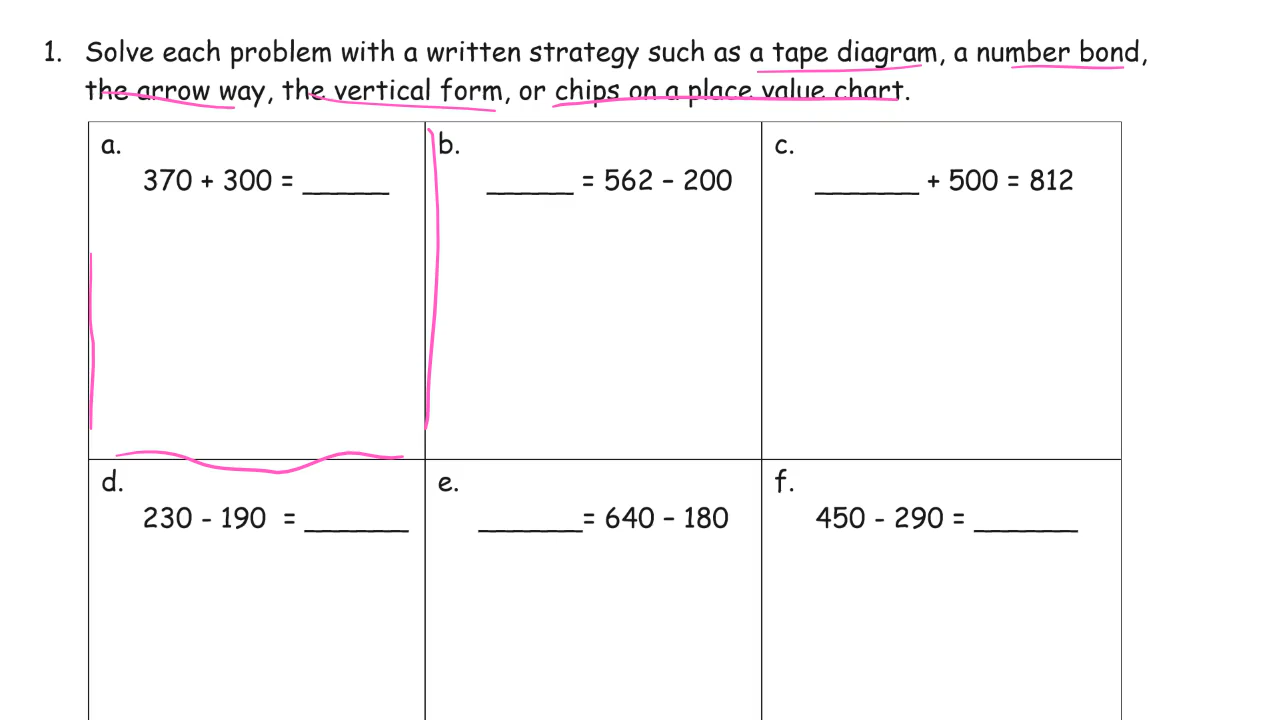 1. Solve each problem with a written strategy such as a tape diagram, a number bond,
the arrow way, the vertical form, or chips on a place value chart.
a.
370 + 300 = ______
b.
______ = 562 – 200
c.
_______ + 500 = 812
d.
230 - 190 = _______
e.
_______= 640 – 180
f.
450 - 290 = _______